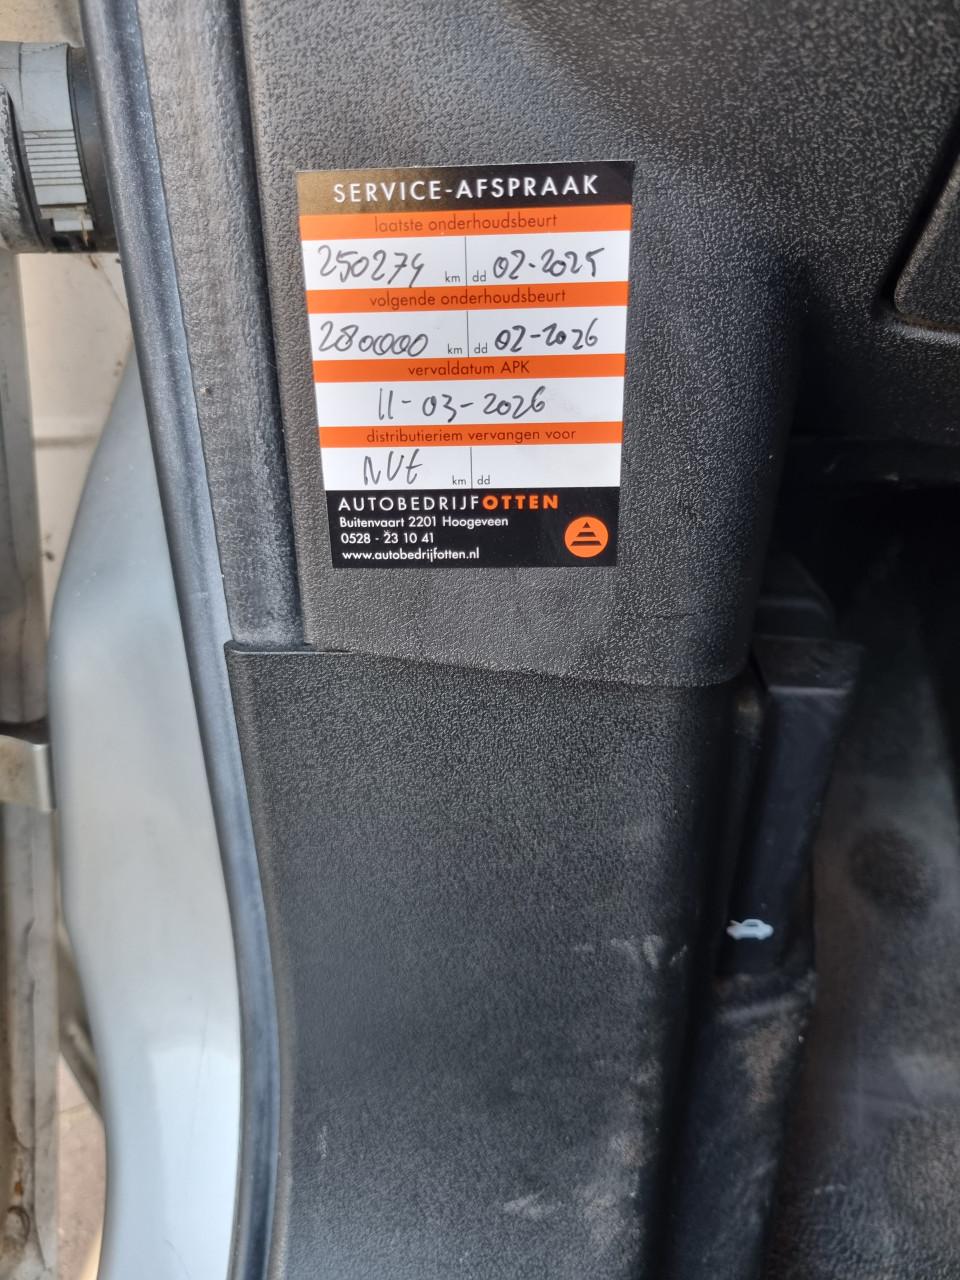 SERVICE-AFSPRAAK
laatste onderhoudsbeurt
250274 km dd 02-2025
volgende onderhoudsbeurt
280000 km dd 02-2026
vervaldatum APK
11-03-2026
distributieriem vervangen voor
NVt km dd
AUTOBEDRIJFOTTEN
Buitenvaart 2201 Hoogeveen
0528 - 23 10 41
www.autobedrijfotten.nl